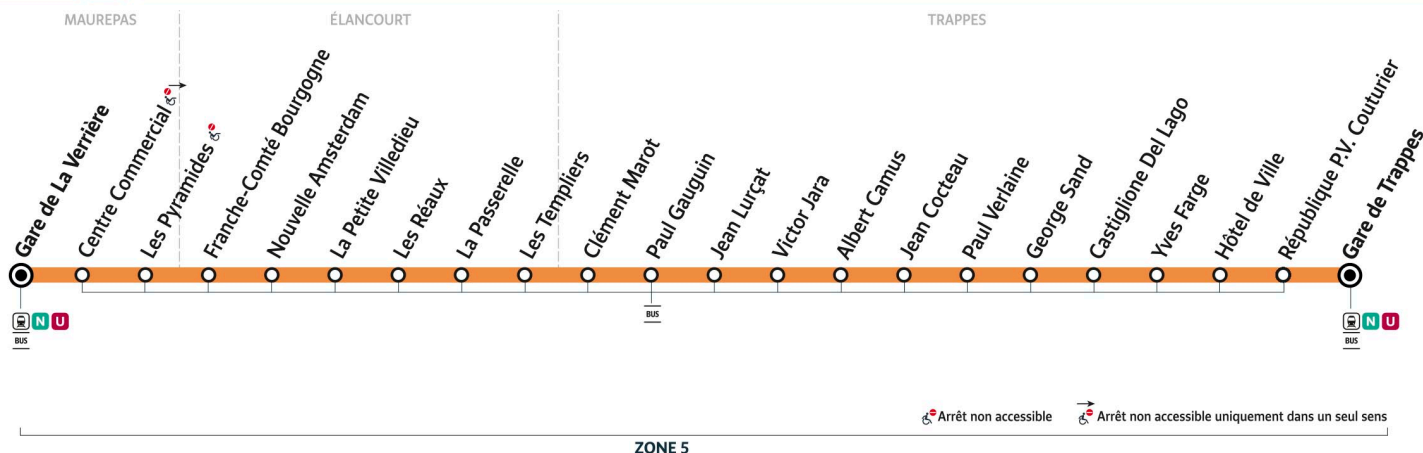 MAUREPAS
ÉLANCOURT
TRAPPES
Gare de La Verrière
Centre Commercial
Les Pyramides
Franche-Comté Bourgogne
Nouvelle Amsterdam
La Petite Villedieu
Les Réaux
La Passerelle
Les Templiers
Clément Marot
Paul Gauguin
Jean Lurçat
Victor Jara
Albert Camus
Jean Cocteau
Paul Verlaine
George Sand
Castiglione Del Lago
Yves Farge
Hôtel de Ville
République P.V. Couturier
Gare de Trappes
N U
BUS
BUS
N U
BUS
Arrêt non accessible
Arrêt non accessible uniquement dans un seul sens
ZONE 5